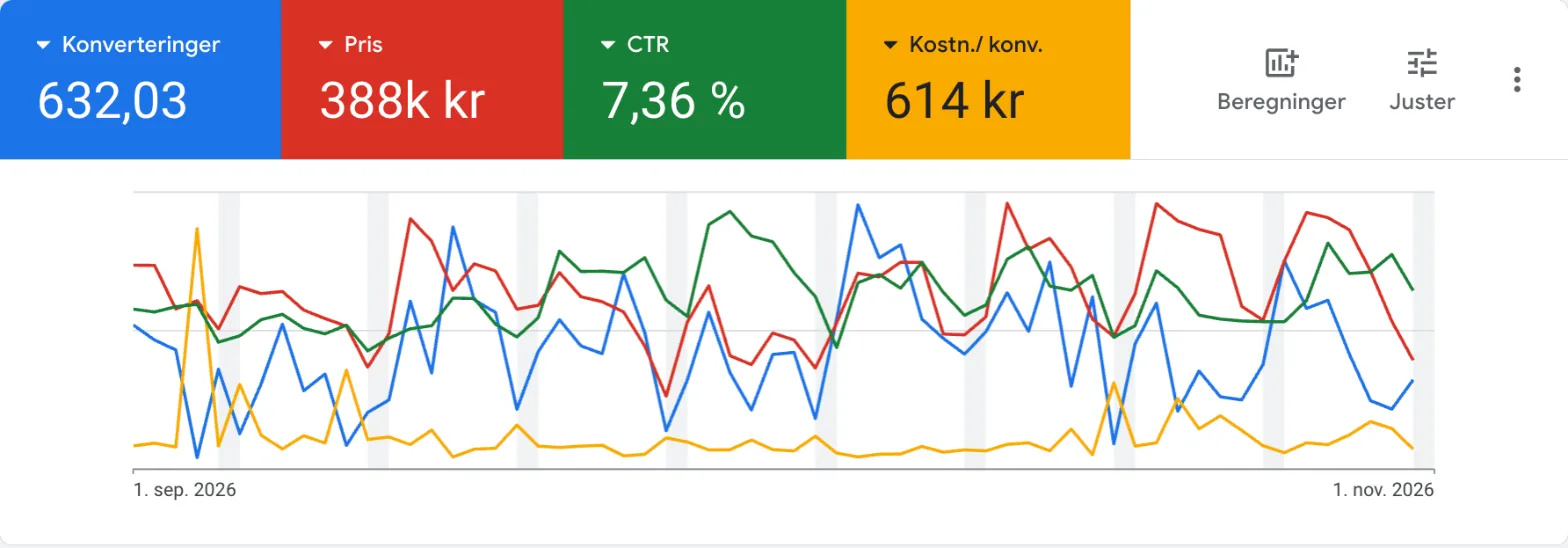 Konverteringer
632,03
Pris
388k kr
CTR
7,36 %
Kostn./ konv.
614 kr
Beregninger
Juster
1. sep. 2026
1. nov. 2026